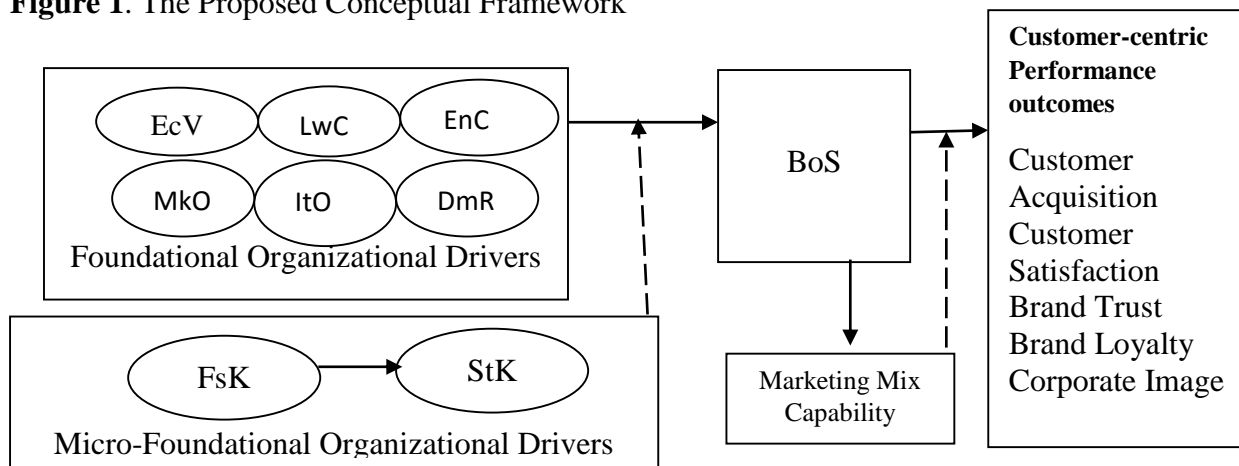 Figure 1. The Proposed Conceptual Framework
EcV
LwC
EnC
MkO
ItO
DmR
Foundational Organizational Drivers
FsK
StK
Micro-Foundational Organizational Drivers
BoS
Marketing Mix
Capability
Customer-centric
Performance
outcomes
Customer
Acquisition
Customer
Satisfaction
Brand Trust
Brand Loyalty
Corporate Image